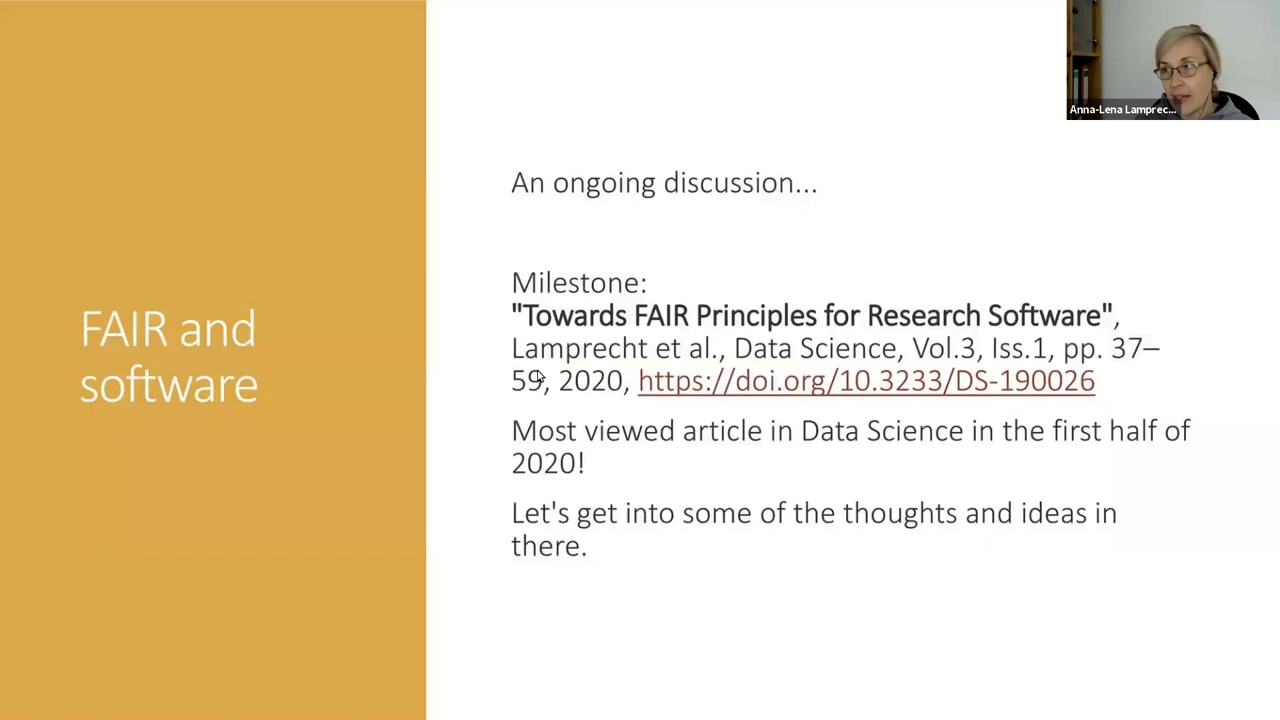 Anna-Lena Lamprec...
An ongoing discussion...
Milestone:
"Towards FAIR Principles for Research Software",
Lamprecht et al., Data Science, Vol.3, Iss.1, pp. 37–
59, 2020, https://doi.org/10.3233/DS-190026
Most viewed article in Data Science in the first half of
2020!
Let's get into some of the thoughts and ideas in
there.
FAIR and
software